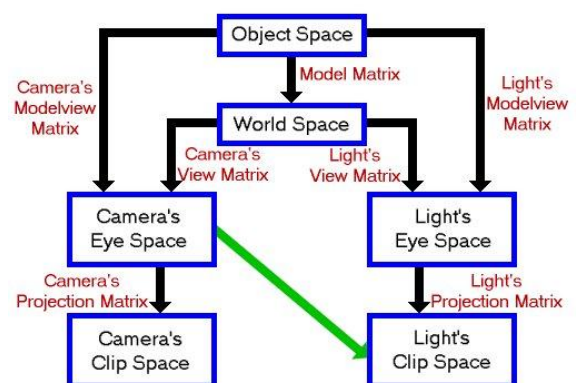 Object Space
Camera's
Modelview
Matrix
Model Matrix
Light's
Modelview
Matrix
World Space
Camera's
View Matrix
Light's
View Matrix
Camera's
Eye Space
Light's
Eye Space
Camera's
Projection Matrix
Light's
Projection Matrix
Camera's
Clip Space
Light's
Clip Space